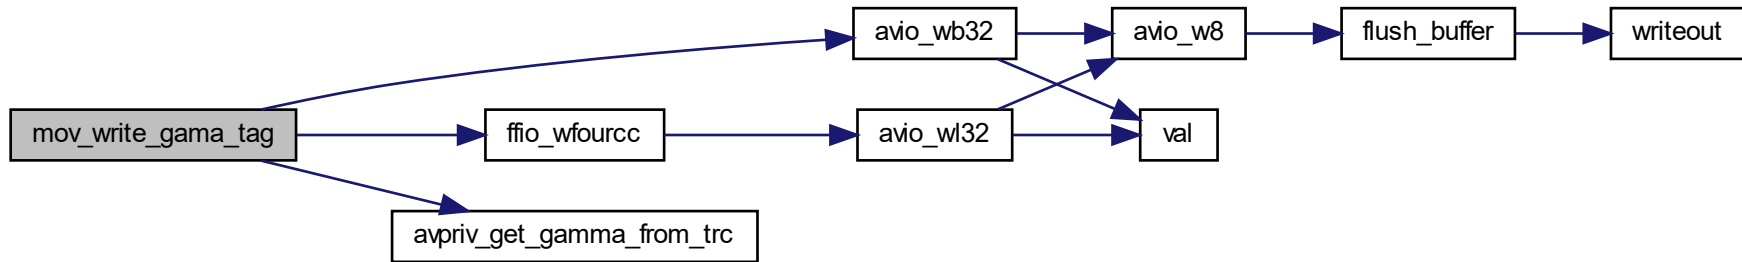 avio_wb32
avio_w8
flush_buffer
writeout
mov_write_gama_tag
ffio_wfourcc
avio_wl32
val
avpriv_get_gamma_from_trc